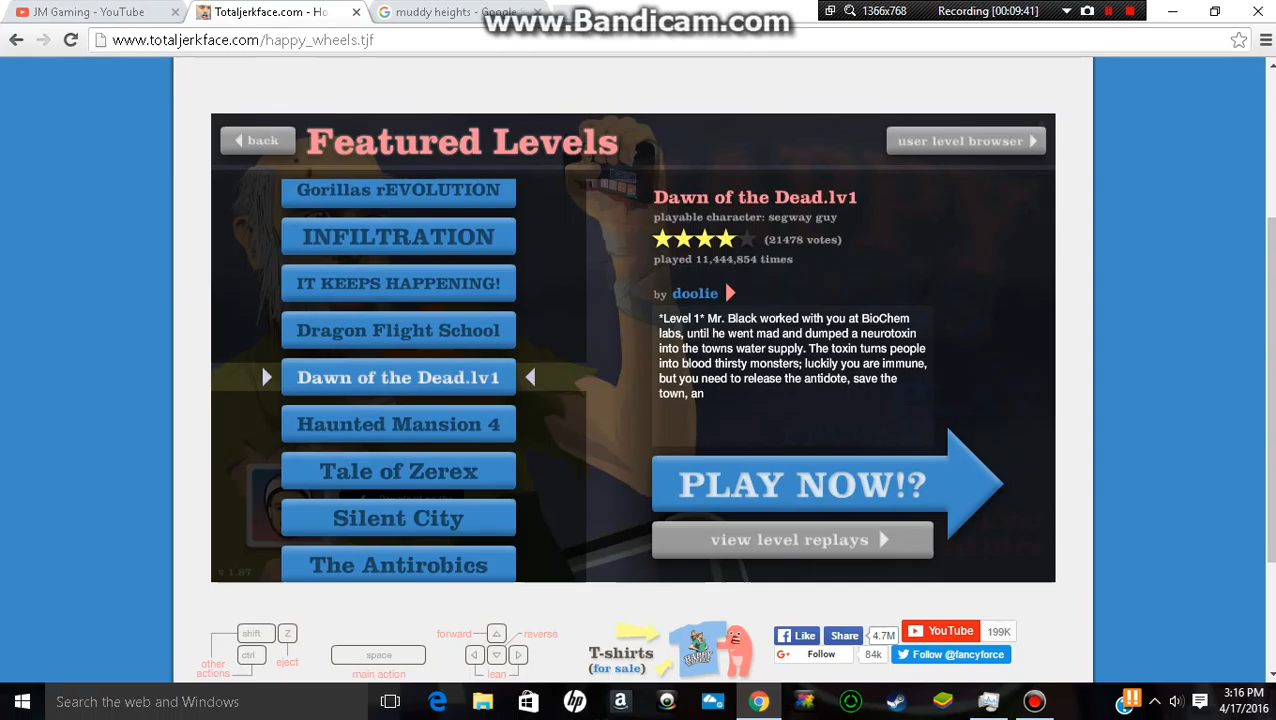 JM Gaming - YouTube
Totaljerkface.com - Ho
muddy heights - Google S
www.Bandicam.com
1366x768
Recording [00:09:41]
www.totaljerkface.com/happy_wheels.tjf
back
Featured Levels
user level browser
Gorillas rEVOLUTION
INFILTRATION
IT KEEPS HAPPENING!
Dragon Flight School
Dawn of the Dead.lv1
Haunted Mansion 4
Tale of Zerex
Silent City
The Antirobics
v 1.87
Dawn of the Dead.lv1
playable character: segway guy
(21478 votes)
played 11,444,854 times
by doolie
*Level 1* Mr. Black worked with you at BioChem
labs, until he went mad and dumped a neurotoxin
into the towns water supply. The toxin turns people
into blood thirsty monsters; luckily you are immune,
but you need to release the antidote, save the
town, an
PLAY NOW!?
view level replays
shift
Z
ctrl
eject
other
actions
space
main action
forward
reverse
lean
T-shirts
(for sale)
Like
Share
4.7M
YouTube
199K
Follow
84k
Follow @fancyforce
Search the web and Windows
3:16 PM
4/17/2016